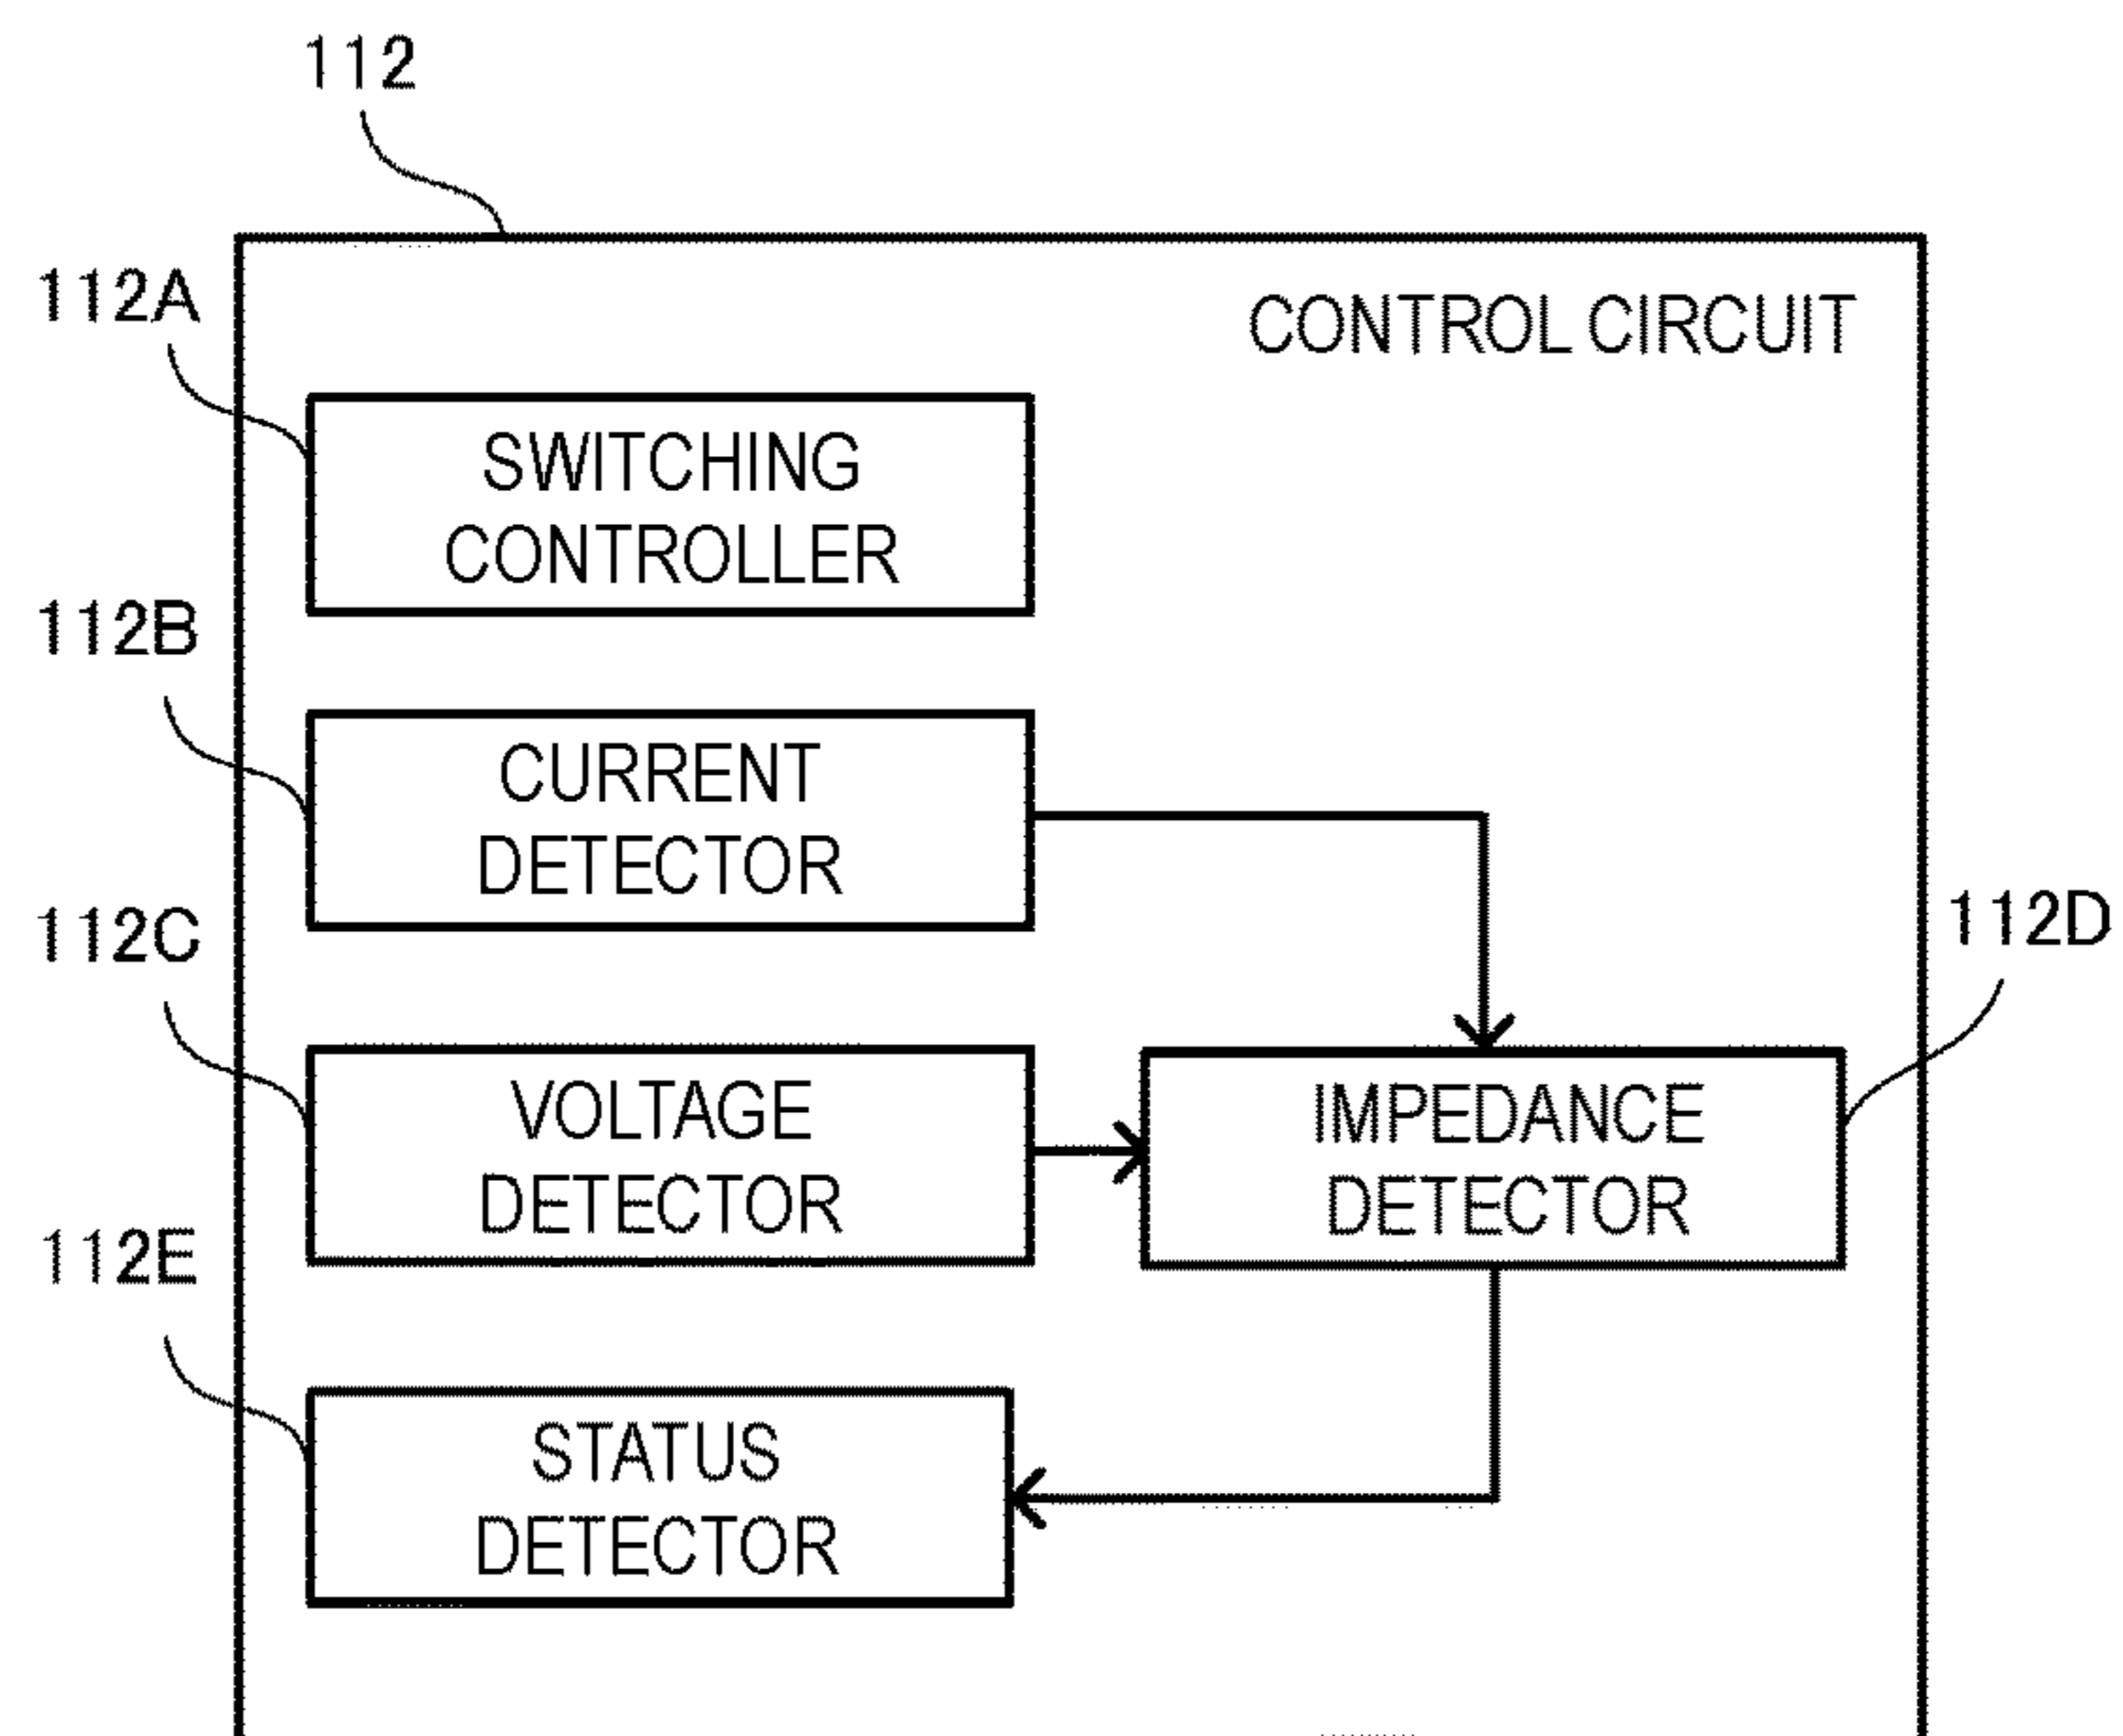 112
112A
CONTROL CIRCUIT
SWITCHING
CONTROLLER
112B
CURRENT
DETECTOR
112C
112D
VOLTAGE
DETECTOR
IMPEDANCE
DETECTOR
112E
STATUS
DETECTOR